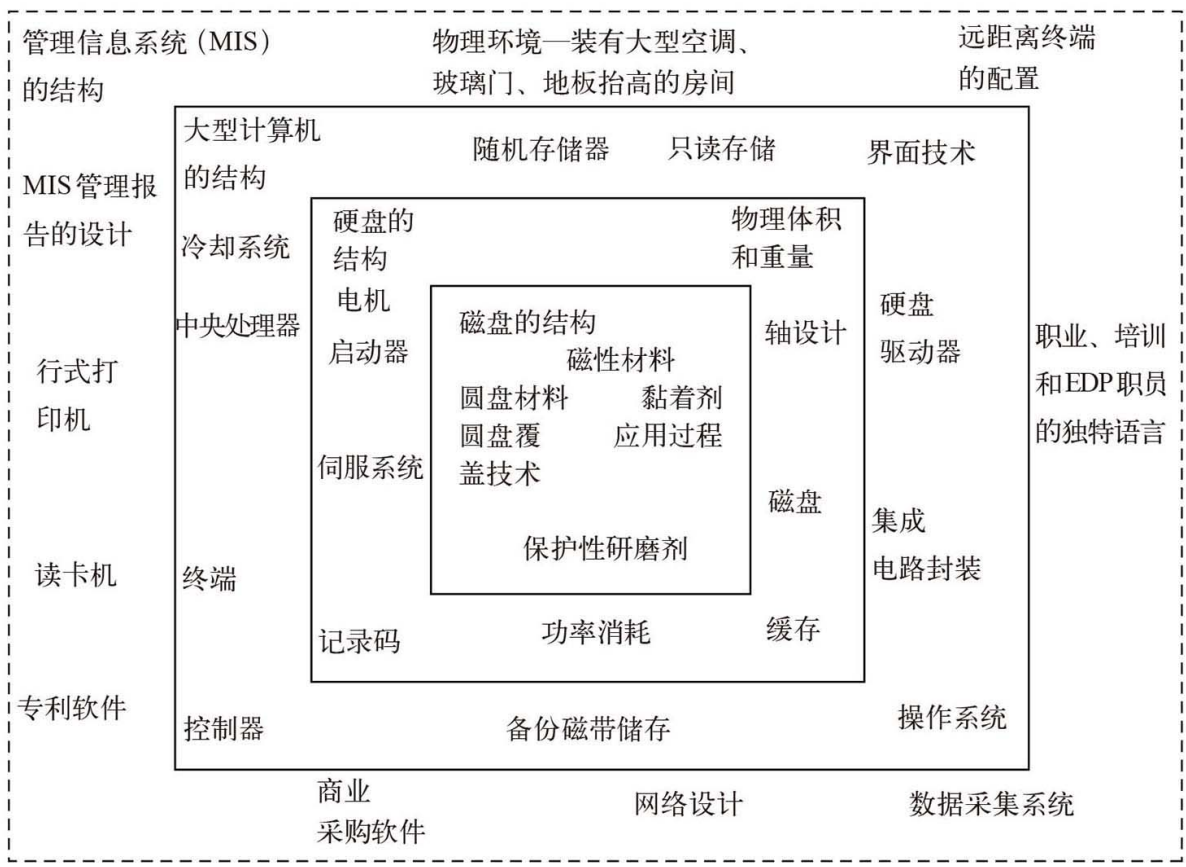 管理信息系统（MIS）
的结构
物理环境—装有大型空调、
玻璃门、地板抬高的房间
远距离终端
的配置
MIS管理报
告的设计
行式打
印机
读卡机
专利软件
商业
采购软件
网络设计
数据采集系统
职业、培训
和EDP职员
的独特语言
大型计算机
的结构
随机存储器
只读存储
界面技术
冷却系统
中央处理器
终端
控制器
备份磁带储存
操作系统
硬盘
驱动器
集成
电路封装
硬盘的
结构
电机
启动器
伺服系统
记录码
功率消耗
缓存
物理体积
和重量
轴设计
磁盘
磁盘的结构
磁性材料
圆盘材料
黏着剂
圆盘覆
盖技术
应用过程
保护性研磨剂